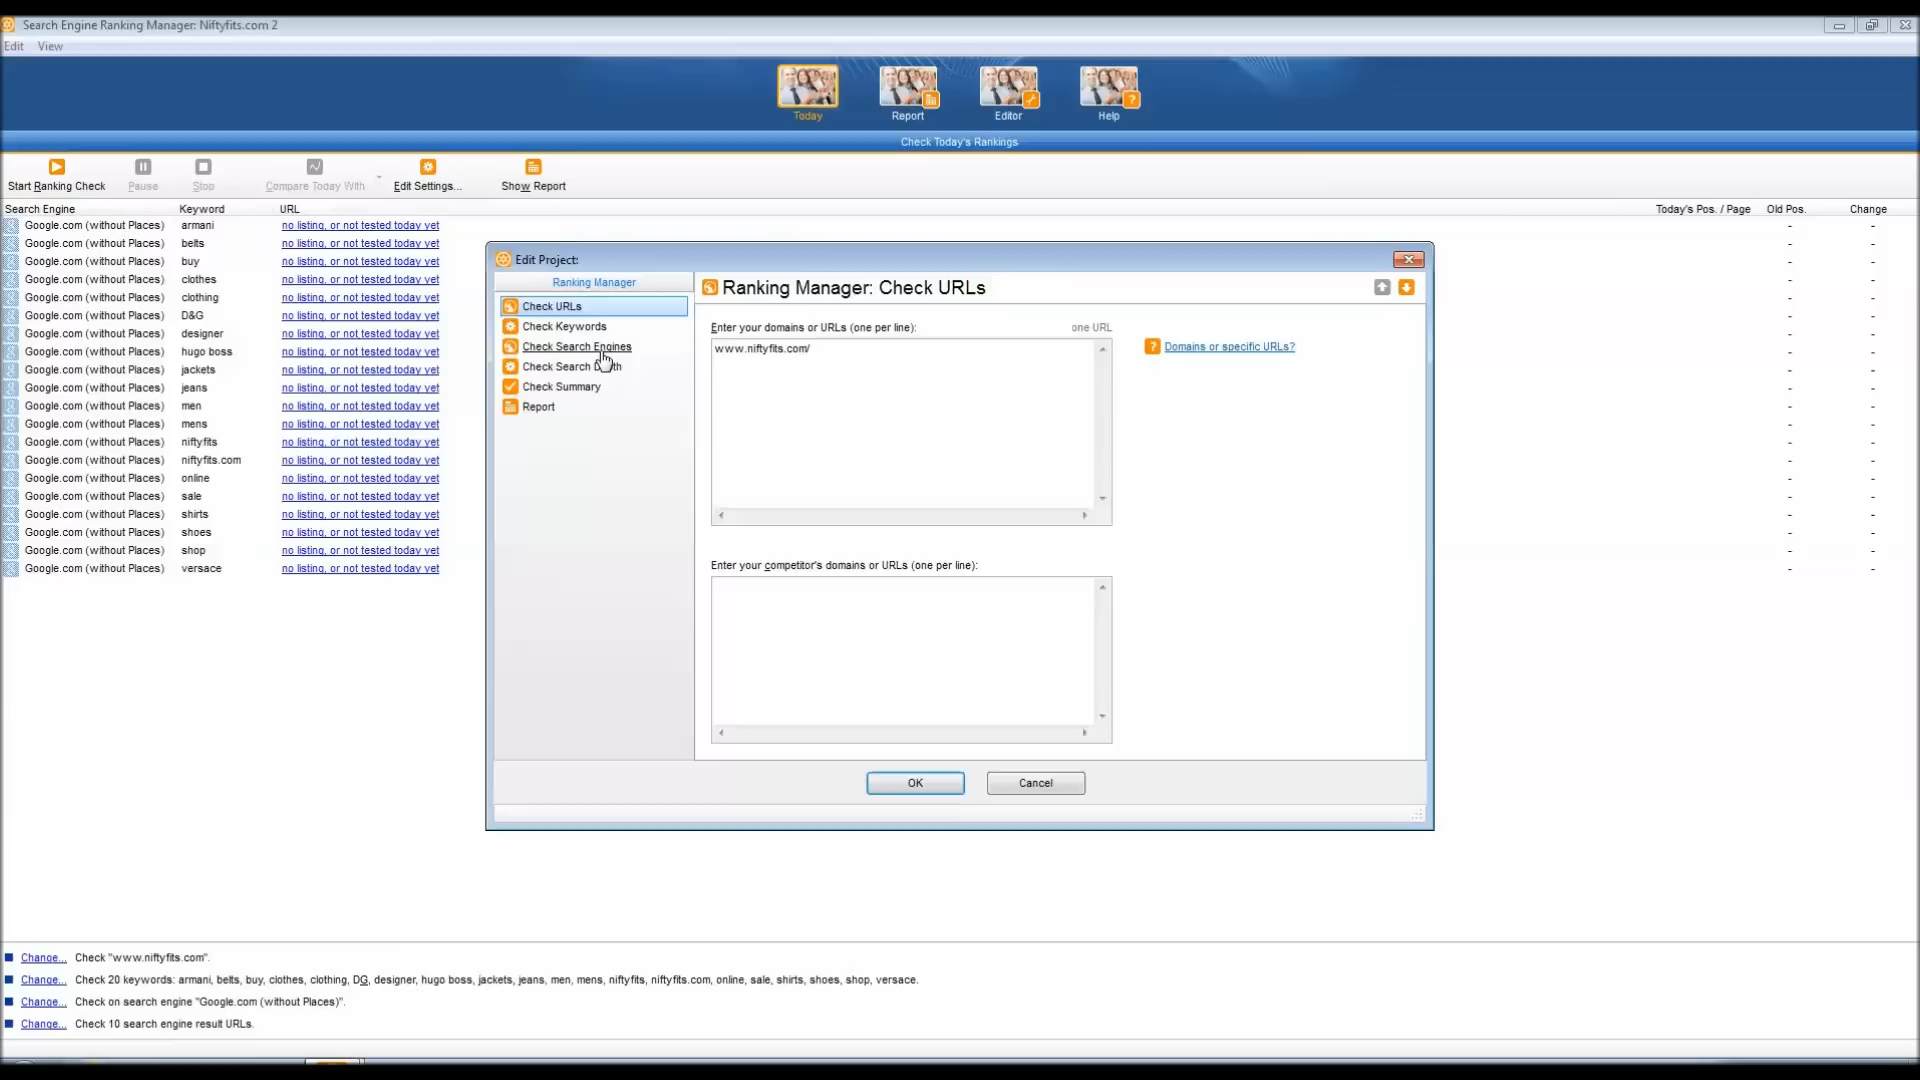 Search Engine Ranking Manager: Niftyfits.com 2
Edit View
Today Report Editor Help
Check Today's Rankings
Start Ranking Check Pause Stop Compare Today With Edit Settings... Show Report
Search Engine Keyword URL Today's Pos. / Page Old Pos. Change
Google.com (without Places) armani no listing, or not tested today yet - -
Google.com (without Places) belts no listing, or not tested today yet - -
Google.com (without Places) buy no listing, or not tested today yet - -
Google.com (without Places) clothes no listing, or not tested today yet - -
Google.com (without Places) clothing no listing, or not tested today yet - -
Google.com (without Places) D&G no listing, or not tested today yet - -
Google.com (without Places) designer no listing, or not tested today yet - -
Google.com (without Places) hugo boss no listing, or not tested today yet - -
Google.com (without Places) jackets no listing, or not tested today yet - -
Google.com (without Places) jeans no listing, or not tested today yet - -
Google.com (without Places) men no listing, or not tested today yet - -
Google.com (without Places) mens no listing, or not tested today yet - -
Google.com (without Places) niftyfits no listing, or not tested today yet - -
Google.com (without Places) niftyfits.com no listing, or not tested today yet - -
Google.com (without Places) online no listing, or not tested today yet - -
Google.com (without Places) sale no listing, or not tested today yet - -
Google.com (without Places) shirts no listing, or not tested today yet - -
Google.com (without Places) shoes no listing, or not tested today yet - -
Google.com (without Places) shop no listing, or not tested today yet - -
Google.com (without Places) versace no listing, or not tested today yet - -
Edit Project:
Ranking Manager
Check URLs
Check Keywords
Check Search Engines
Check Search Depth
Check Summary
Report
Ranking Manager: Check URLs
Enter your domains or URLs (one per line): one URL
www.niftyfits.com/
? Domains or specific URLs?
Enter your competitor's domains or URLs (one per line):
OK Cancel
Change... Check "www.niftyfits.com".
Change... Check 20 keywords: armani, belts, buy, clothes, clothing, DG, designer, hugo boss, jackets, jeans, men, mens, niftyfits, niftyfits.com, online, sale, shirts, shoes, shop, versace.
Change... Check on search engine "Google.com (without Places)".
Change... Check 10 search engine result URLs.